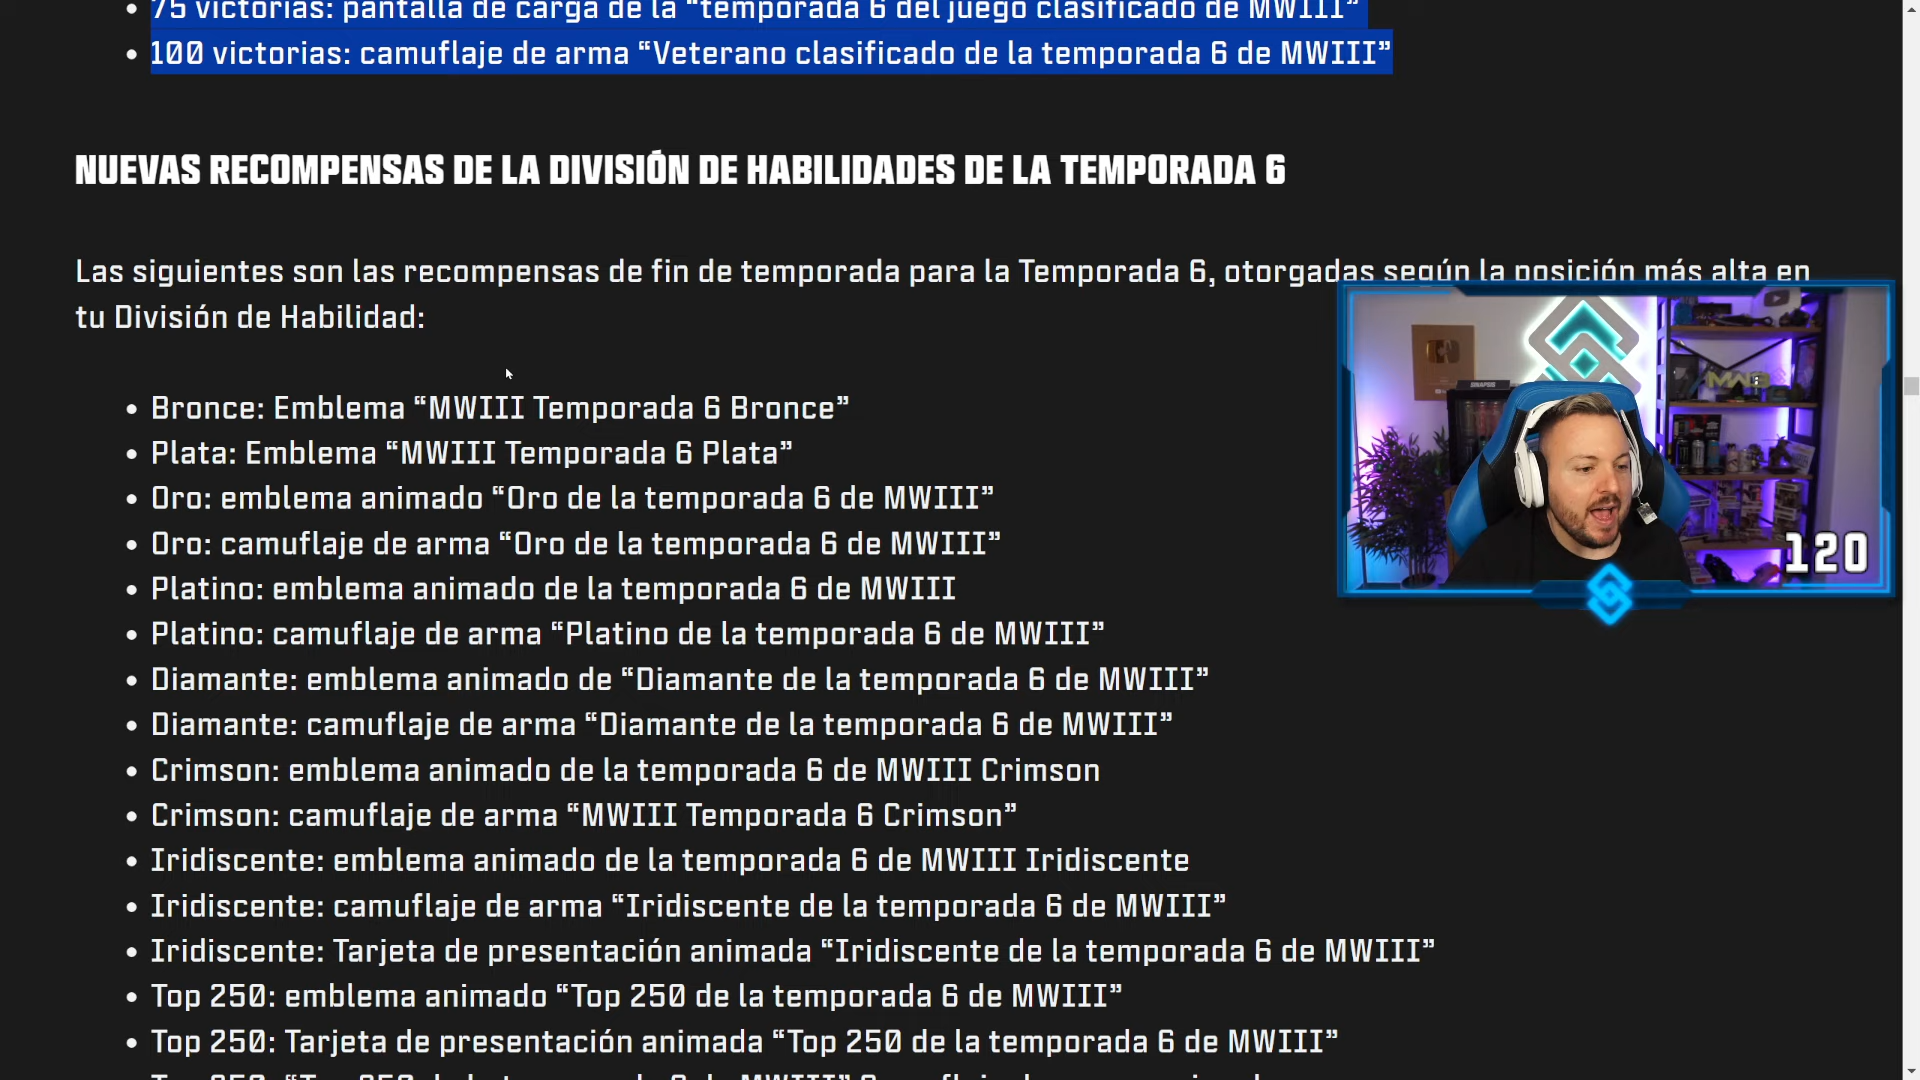 75 victorias: pantalla de carga de la “temporada 6 del juego clasificado de MWIII”
100 victorias: camuflaje de arma “Veterano clasificado de la temporada 6 de MWIII”
NUEVAS RECOMPENSAS DE LA DIVISIÓN DE HABILIDADES DE LA TEMPORADA 6
Las siguientes son las recompensas de fin de temporada para la Temporada 6, otorgadas según la posición más alta en
tu División de Habilidad:
Bronce: Emblema “MWIII Temporada 6 Bronce”
Plata: Emblema “MWIII Temporada 6 Plata”
Oro: emblema animado “Oro de la temporada 6 de MWIII”
Oro: camuflaje de arma “Oro de la temporada 6 de MWIII”
Platino: emblema animado de la temporada 6 de MWIII
Platino: camuflaje de arma “Platino de la temporada 6 de MWIII”
Diamante: emblema animado de “Diamante de la temporada 6 de MWIII”
Diamante: camuflaje de arma “Diamante de la temporada 6 de MWIII”
Crimson: emblema animado de la temporada 6 de MWIII Crimson
Crimson: camuflaje de arma “MWIII Temporada 6 Crimson”
Iridiscente: emblema animado de la temporada 6 de MWIII Iridiscente
Iridiscente: camuflaje de arma “Iridiscente de la temporada 6 de MWIII”
Iridiscente: Tarjeta de presentación animada “Iridiscente de la temporada 6 de MWIII”
Top 250: emblema animado “Top 250 de la temporada 6 de MWIII”
Top 250: Tarjeta de presentación animada “Top 250 de la temporada 6 de MWIII”
120